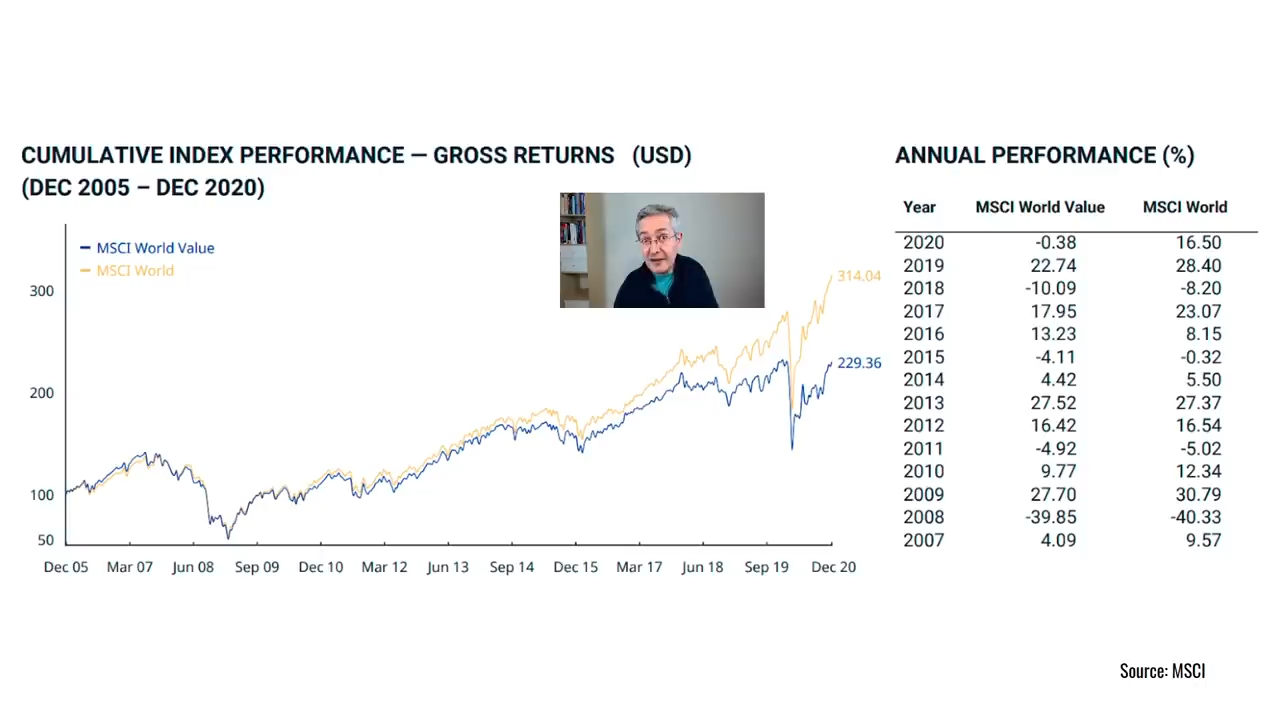 CUMULATIVE INDEX PERFORMANCE — GROSS RETURNS (USD)
(DEC 2005 – DEC 2020)
MSCI World Value
MSCI World
300
200
100
50
314.04
229.36
Dec 05 Mar 07 Jun 08 Sep 09 Dec 10 Mar 12 Jun 13 Sep 14 Dec 15 Mar 17 Jun 18 Sep 19 Dec 20
ANNUAL PERFORMANCE (%)
Year MSCI World Value MSCI World
2020 -0.38 16.50
2019 22.74 28.40
2018 -10.09 -8.20
2017 17.95 23.07
2016 13.23 8.15
2015 -4.11 -0.32
2014 4.42 5.50
2013 27.52 27.37
2012 16.42 16.54
2011 -4.92 -5.02
2010 9.77 12.34
2009 27.70 30.79
2008 -39.85 -40.33
2007 4.09 9.57
Source: MSCI